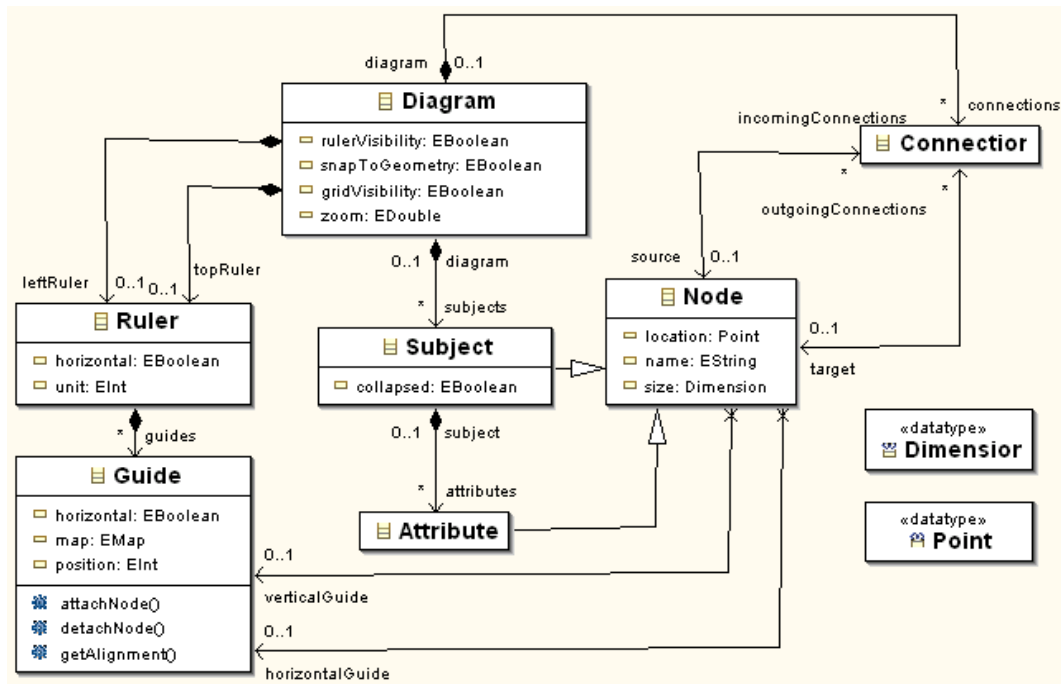 diagram
0..1
Diagram
rulerVisibility: EBoolean
snapToGeometry: EBoolean
gridVisibility: EBoolean
zoom: EDouble
*
connections
incomingConnections
Connectior
*
*
outgoingConnections
leftRuler
0..1
0..1
topRuler
0..1
diagram
*
subjects
source
0..1
Ruler
horizontal: EBoolean
unit: EInt
Subject
collapsed: EBoolean
Node
location: Point
name: EString
size: Dimension
0..1
target
*
guides
0..1
subject
*
attributes
Guide
horizontal: EBoolean
map: EMap
position: EInt
attachNode()
detachNode()
getAlignment()
Attribute
«datatype»
Dimensior
«datatype»
Point
0..1
verticalGuide
0..1
horizontalGuide